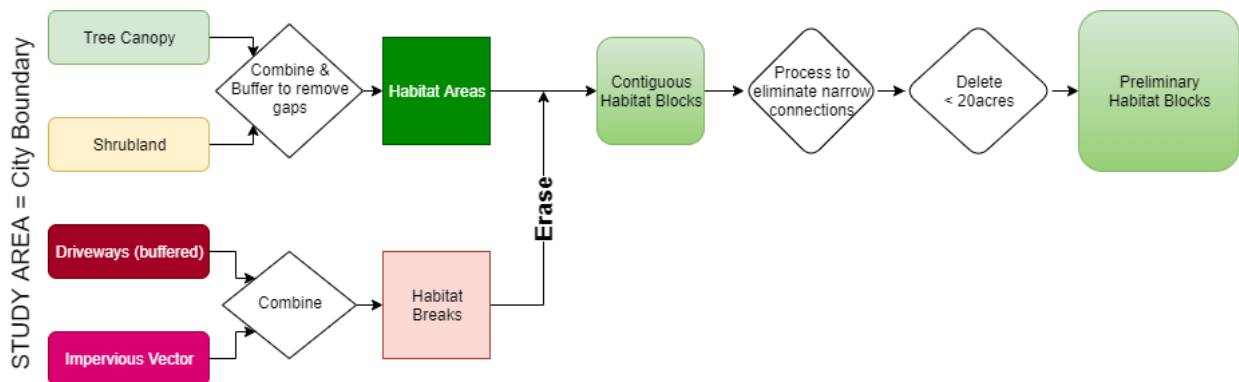 STUDY AREA = City Boundary
Tree Canopy
Shrubland
Combine &
Buffer to remove
gaps
Habitat Areas
Contiguous
Habitat Blocks
Process to
eliminate narrow
connections
Delete
< 20acres
Preliminary
Habitat Blocks
Erase
Driveways (buffered)
Impervious Vector
Combine
Habitat
Breaks